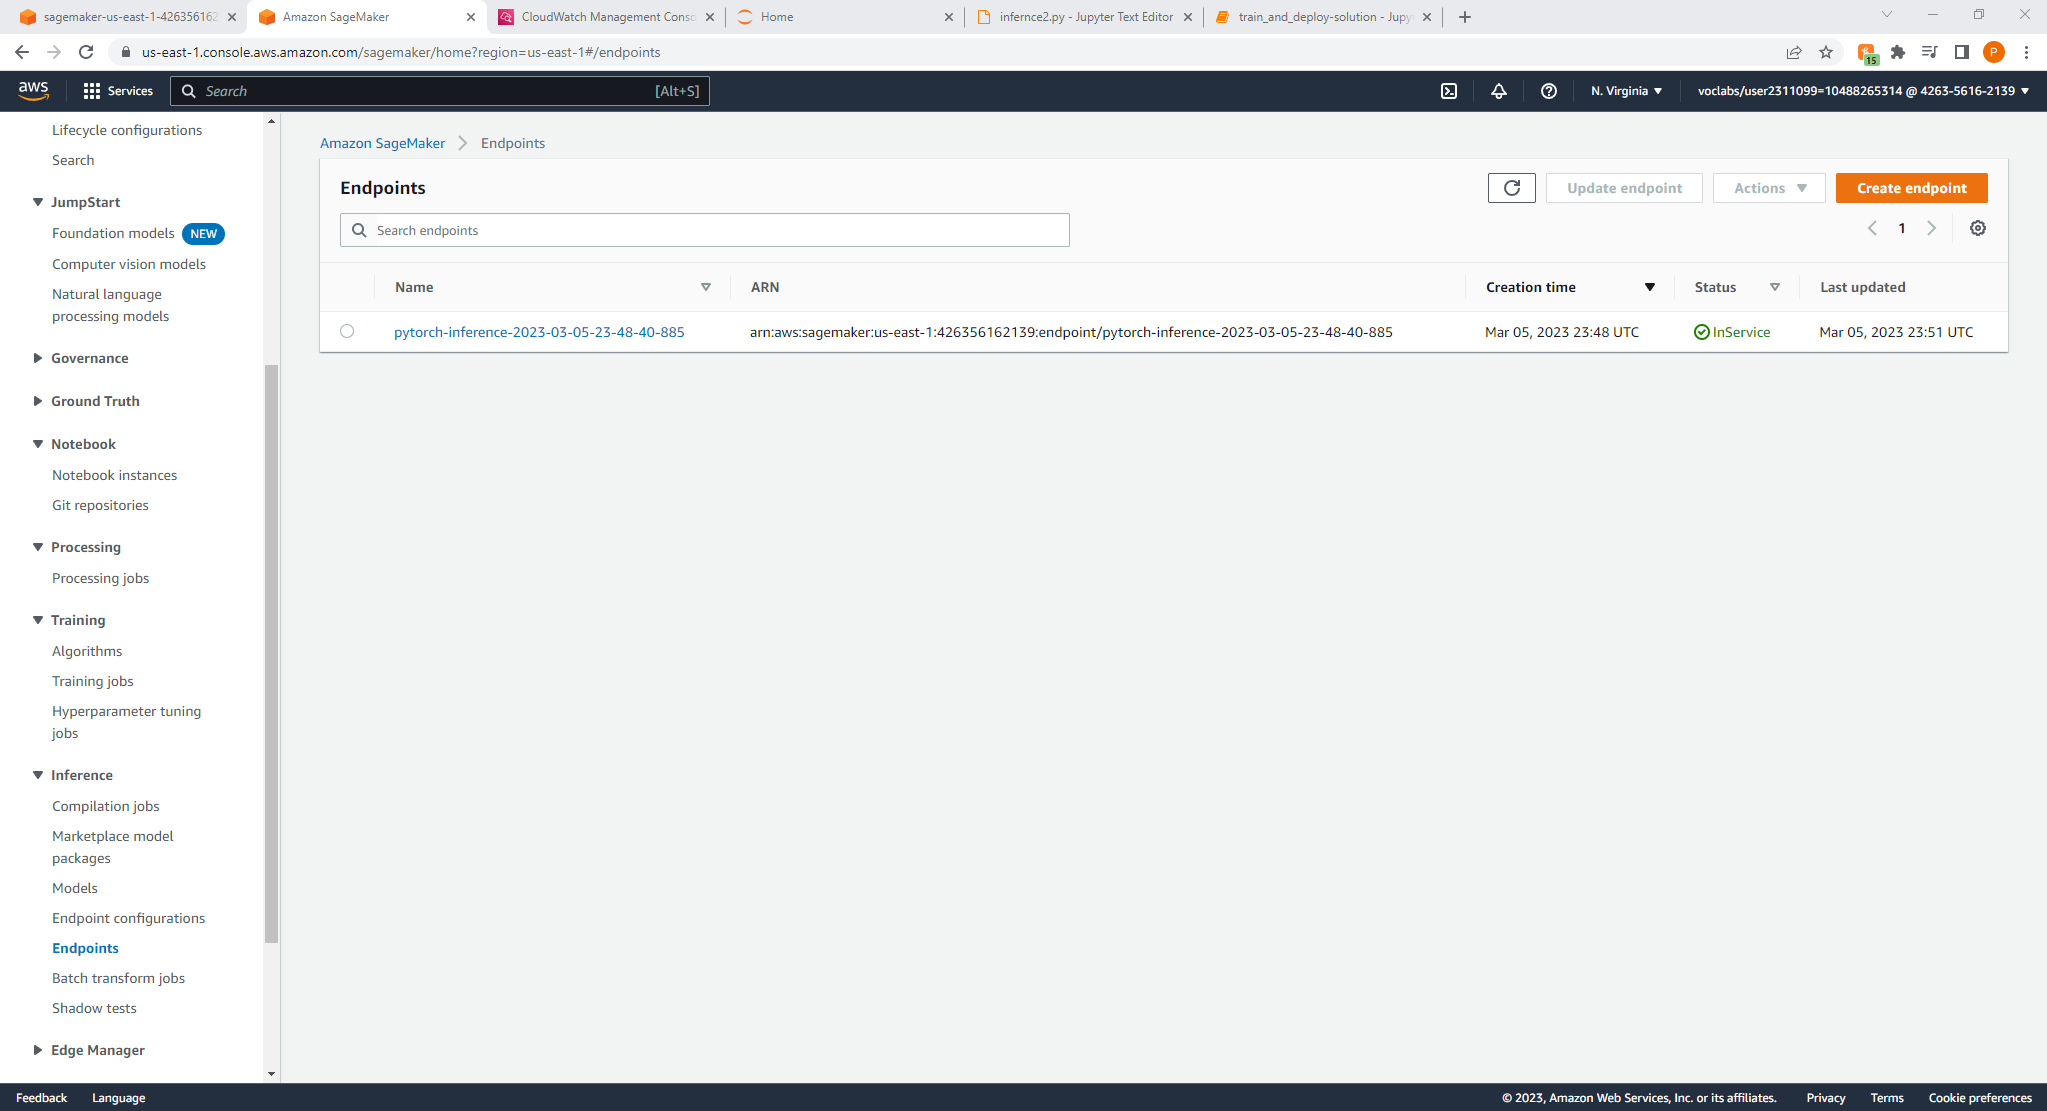 sagemaker-us-east-1-426356162
Amazon SageMaker
CloudWatch Management Conso
Home
infernce2.py - Jupyter Text Editor
train_and_deploy-solution - Jupy
us-east-1.console.aws.amazon.com/sagemaker/home?region=us-east-1#/endpoints
15
P
aws
Services
Search
[Alt+S]
N. Virginia
voclabs/user2311099=10488265314 @ 4263-5616-2139
Lifecycle configurations
Search
JumpStart
Foundation models NEW
Computer vision models
Natural language
processing models
Governance
Ground Truth
Notebook
Notebook instances
Git repositories
Processing
Processing jobs
Training
Algorithms
Training jobs
Hyperparameter tuning
jobs
Inference
Compilation jobs
Marketplace model
packages
Models
Endpoint configurations
Endpoints
Batch transform jobs
Shadow tests
Edge Manager
Amazon SageMaker
Endpoints
Endpoints
Update endpoint
Actions
Create endpoint
Search endpoints
1
Name
ARN
Creation time
Status
Last updated
pytorch-inference-2023-03-05-23-48-40-885
arn:aws:sagemaker:us-east-1:426356162139:endpoint/pytorch-inference-2023-03-05-23-48-40-885
Mar 05, 2023 23:48 UTC
InService
Mar 05, 2023 23:51 UTC
Feedback
Language
© 2023, Amazon Web Services, Inc. or its affiliates.
Privacy
Terms
Cookie preferences